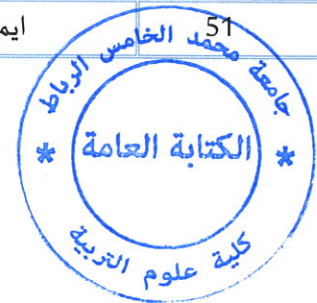 51
جامعة محمد الخامس الرباط
* الكتابة العامة *
كلية علوم التربية